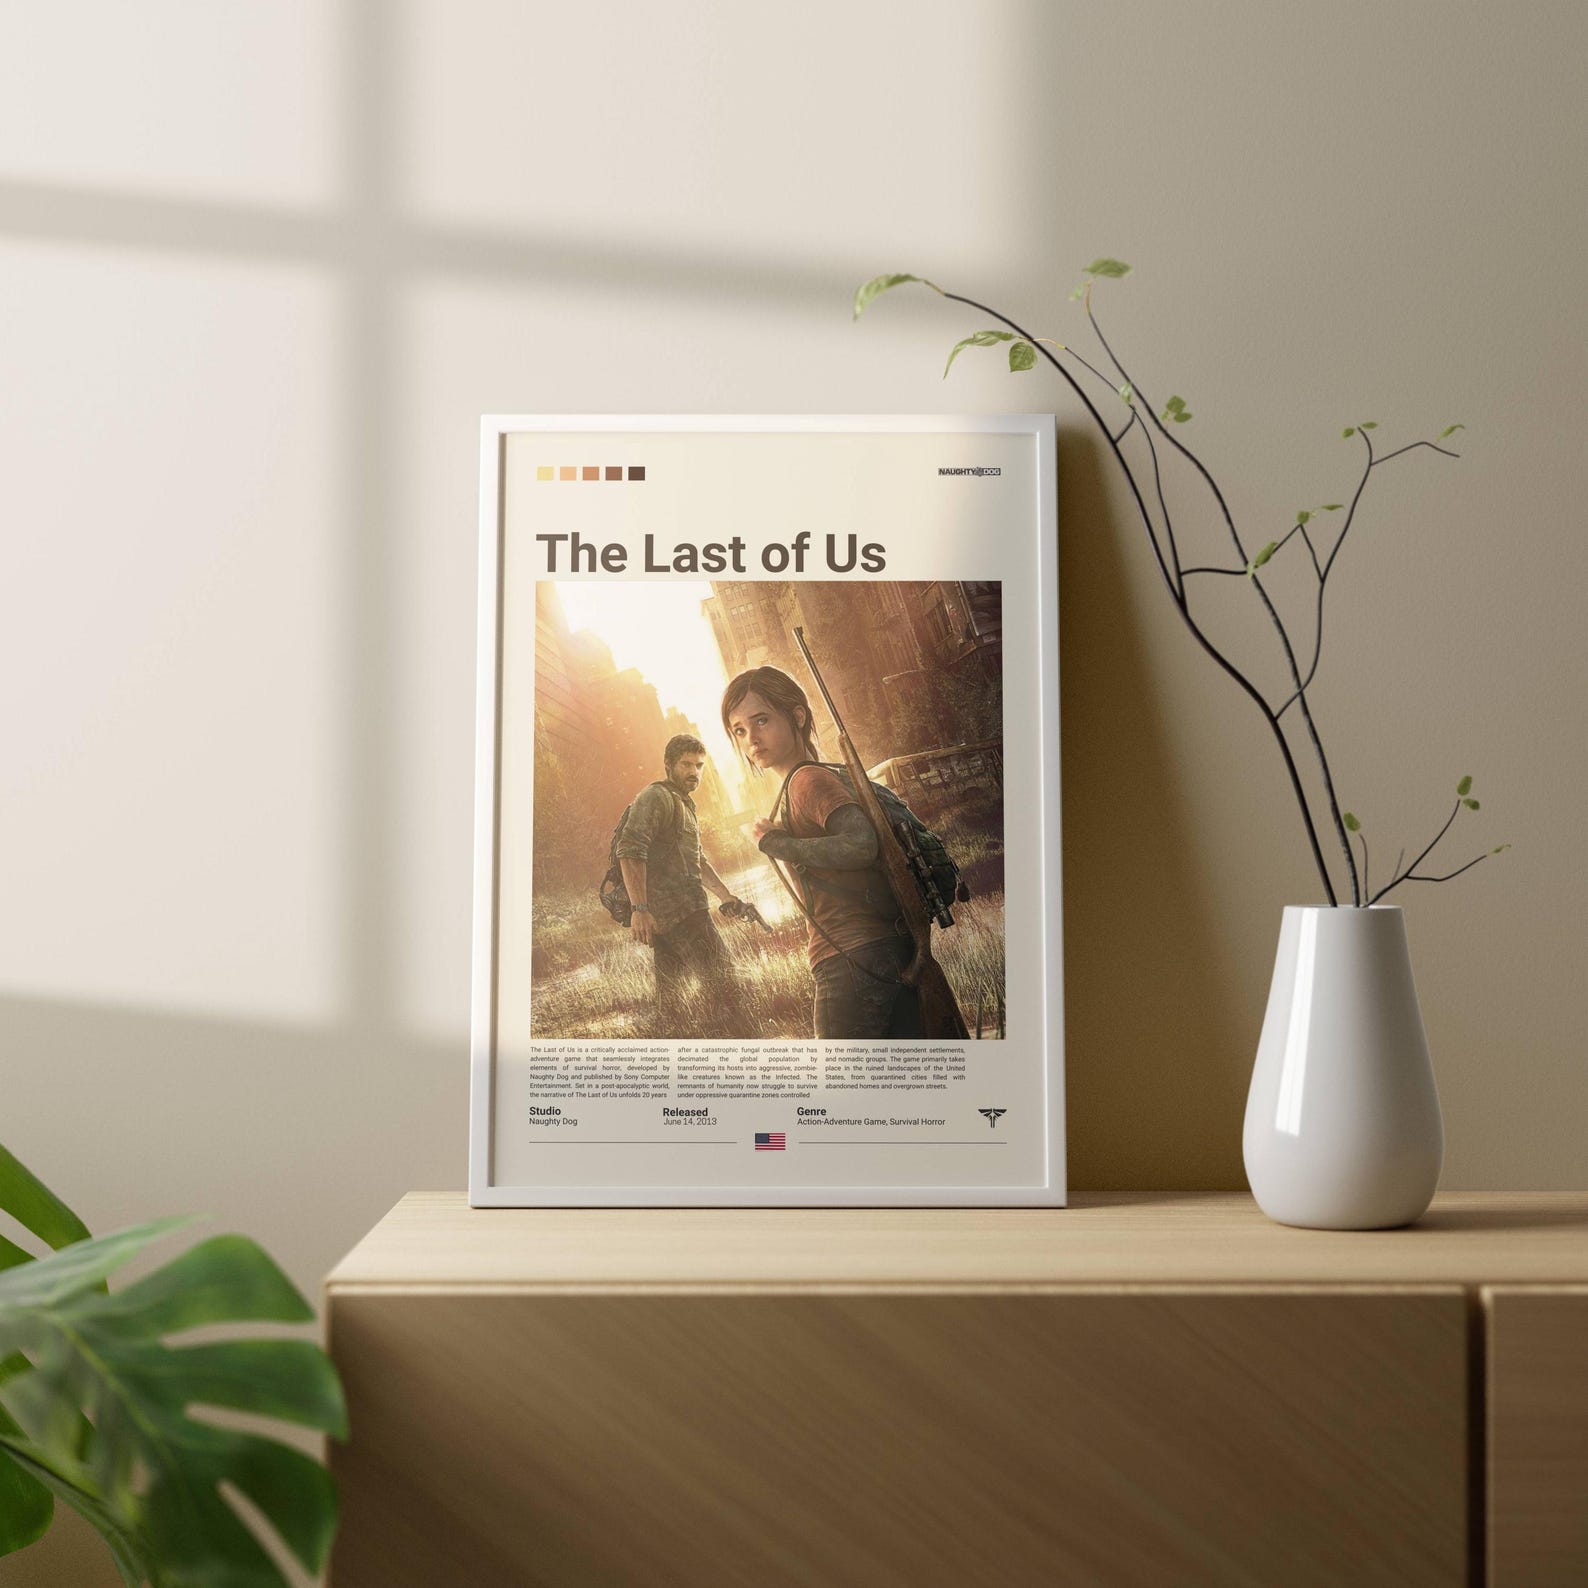 NAUGHTY DOG
The Last of Us
The Last of Us is a critically acclaimed action-
adventure game that seamlessly integrates
elements of survival horror, developed by
Naughty Dog and published by Sony Computer
Entertainment. Set in a post-apocalyptic world,
the narrative of The Last of Us unfolds 20 years
after a catastrophic fungal outbreak that has
decimated the global population by
transforming its hosts into aggressive, zombie-
like creatures known as the Infected. The
remnants of humanity now struggle to survive
under oppressive quarantine zones controlled
by the military, small independent settlements,
and nomadic groups. The game primarily takes
place in the ruined landscapes of the United
States, from quarantined cities filled with
abandoned homes and overgrown streets.
Studio
Naughty Dog
Released
June 14, 2013
Genre
Action-Adventure Game, Survival Horror